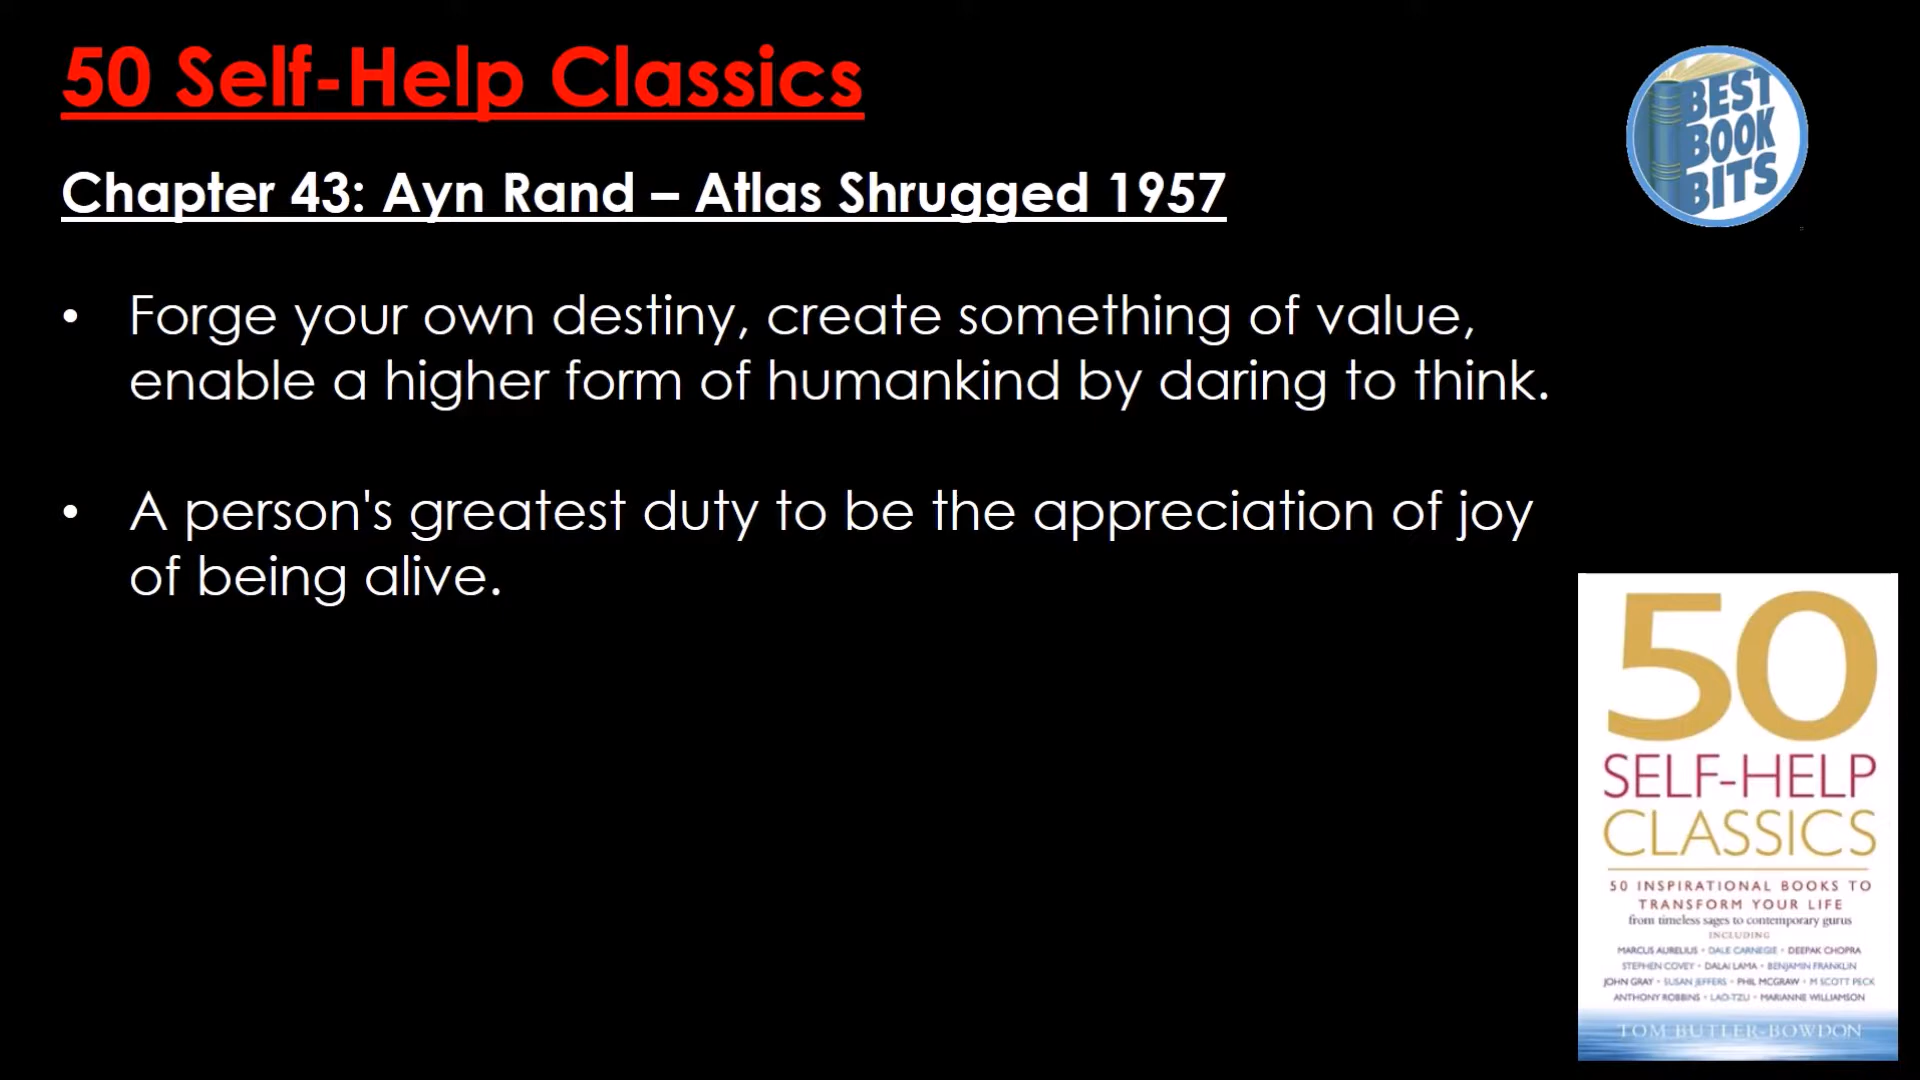 50 Self-Help Classics
BEST
BOOK
BITS
Chapter 43: Ayn Rand – Atlas Shrugged 1957
• Forge your own destiny, create something of value,
enable a higher form of humankind by daring to think.
• A person's greatest duty to be the appreciation of joy
of being alive.
50
SELF-HELP
CLASSICS
50 INSPIRATIONAL BOOKS TO
TRANSFORM YOUR LIFE
from timeless sages to contemporary gurus
INCLUDING
MARCUS AURELIUS • DALE CARNEGIE • DEEPAK CHOPRA
STEPHEN COVEY • DALAI LAMA • BENJAMIN FRANKLIN
JOHN GRAY • SUSAN JEFFERS • PHIL MCGRAW • M SCOTT PECK
ANTHONY ROBBINS • LAO-TZU • MARIANNE WILLIAMSON
TOM BUTLER-BOWDON